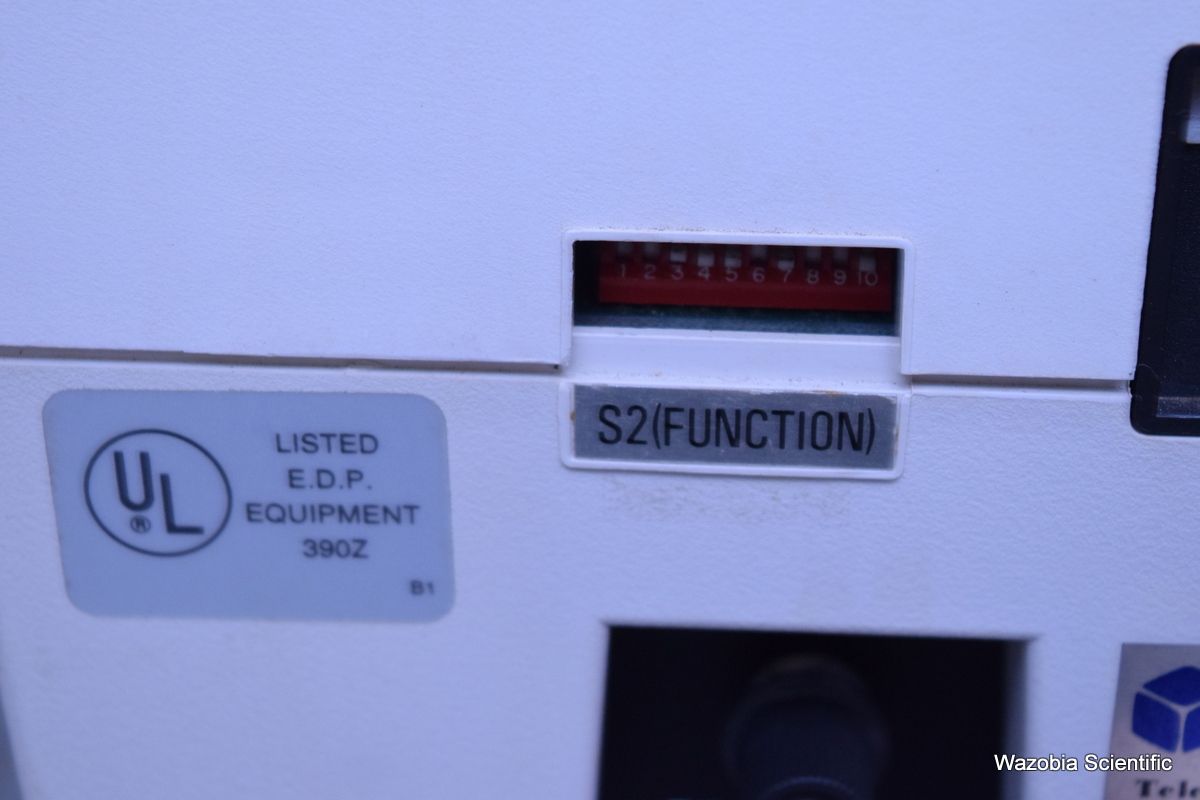 1 2 3 4 5 6 7 8 9 10
S2(FUNCTION)
UL®
LISTED
E.D.P.
EQUIPMENT
390Z
B1
Wazobia Scientific